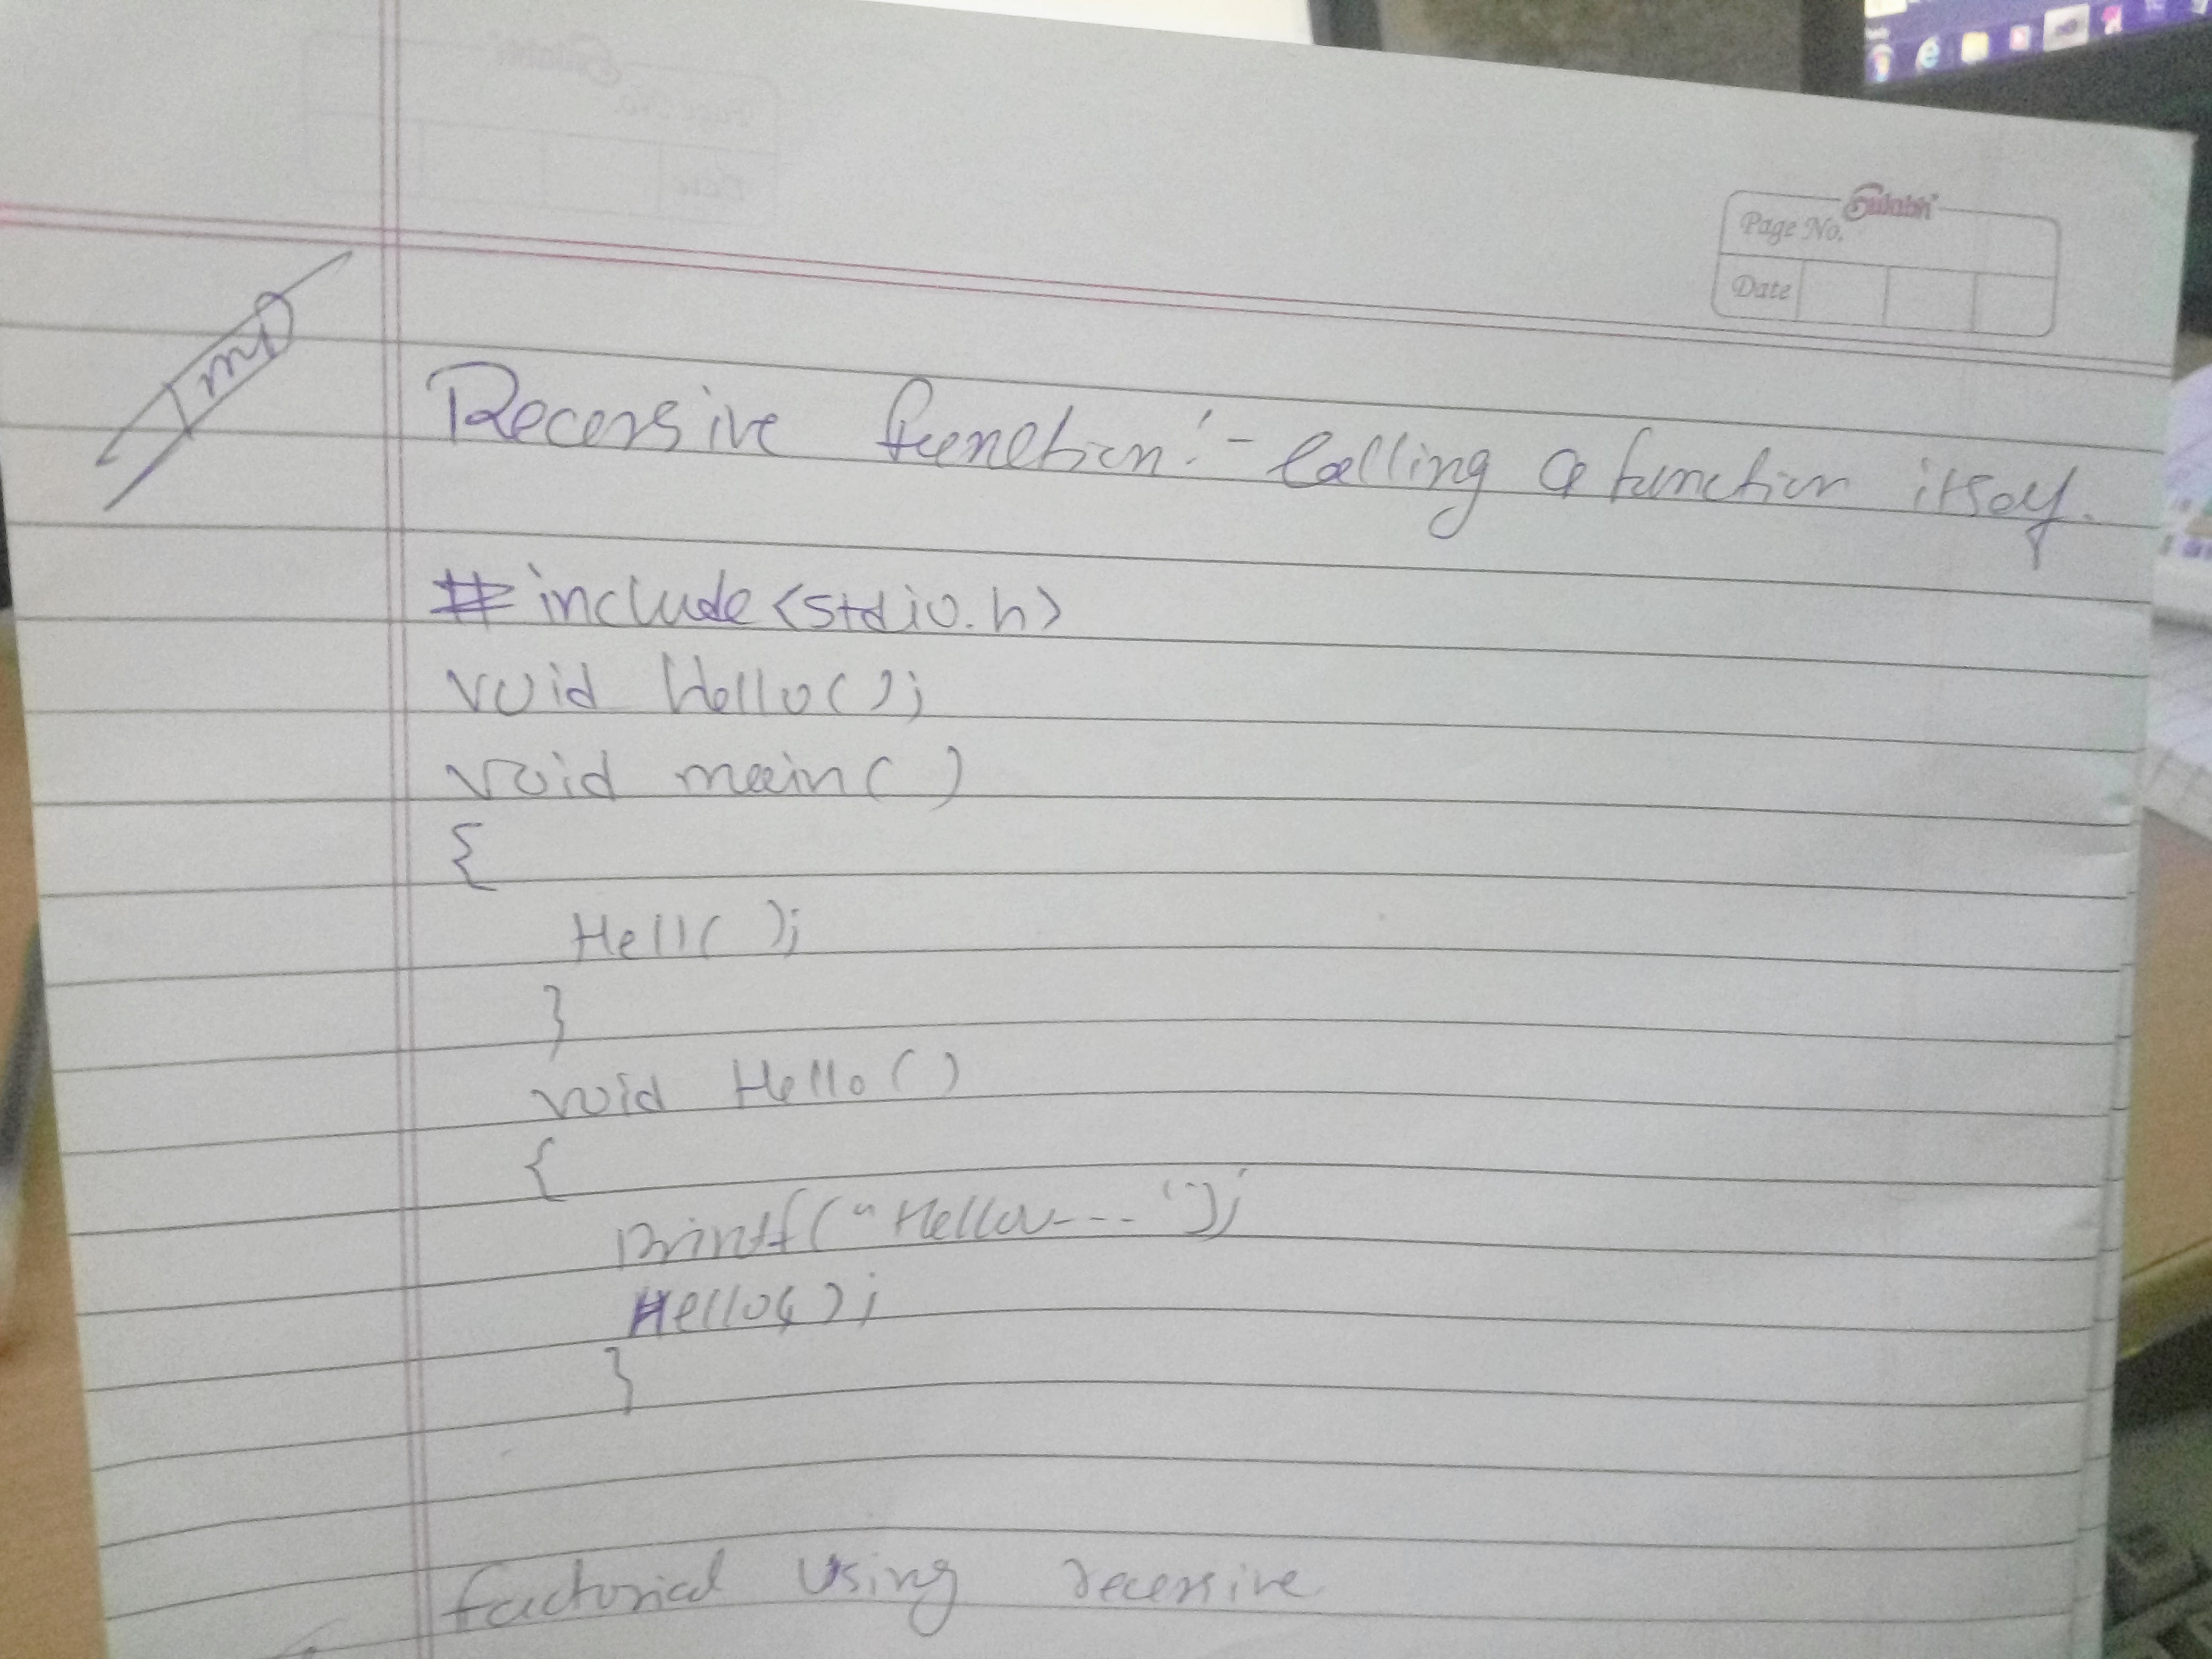 Sulabh
Page No.
Date
Imp
Recersive function:- Calling a function itself.
#include<stdio.h>
void Hello();
void main()
{
Hell();
}
void Hello()
{
printf("Hello---");
Hello();
}
factorial using recersive